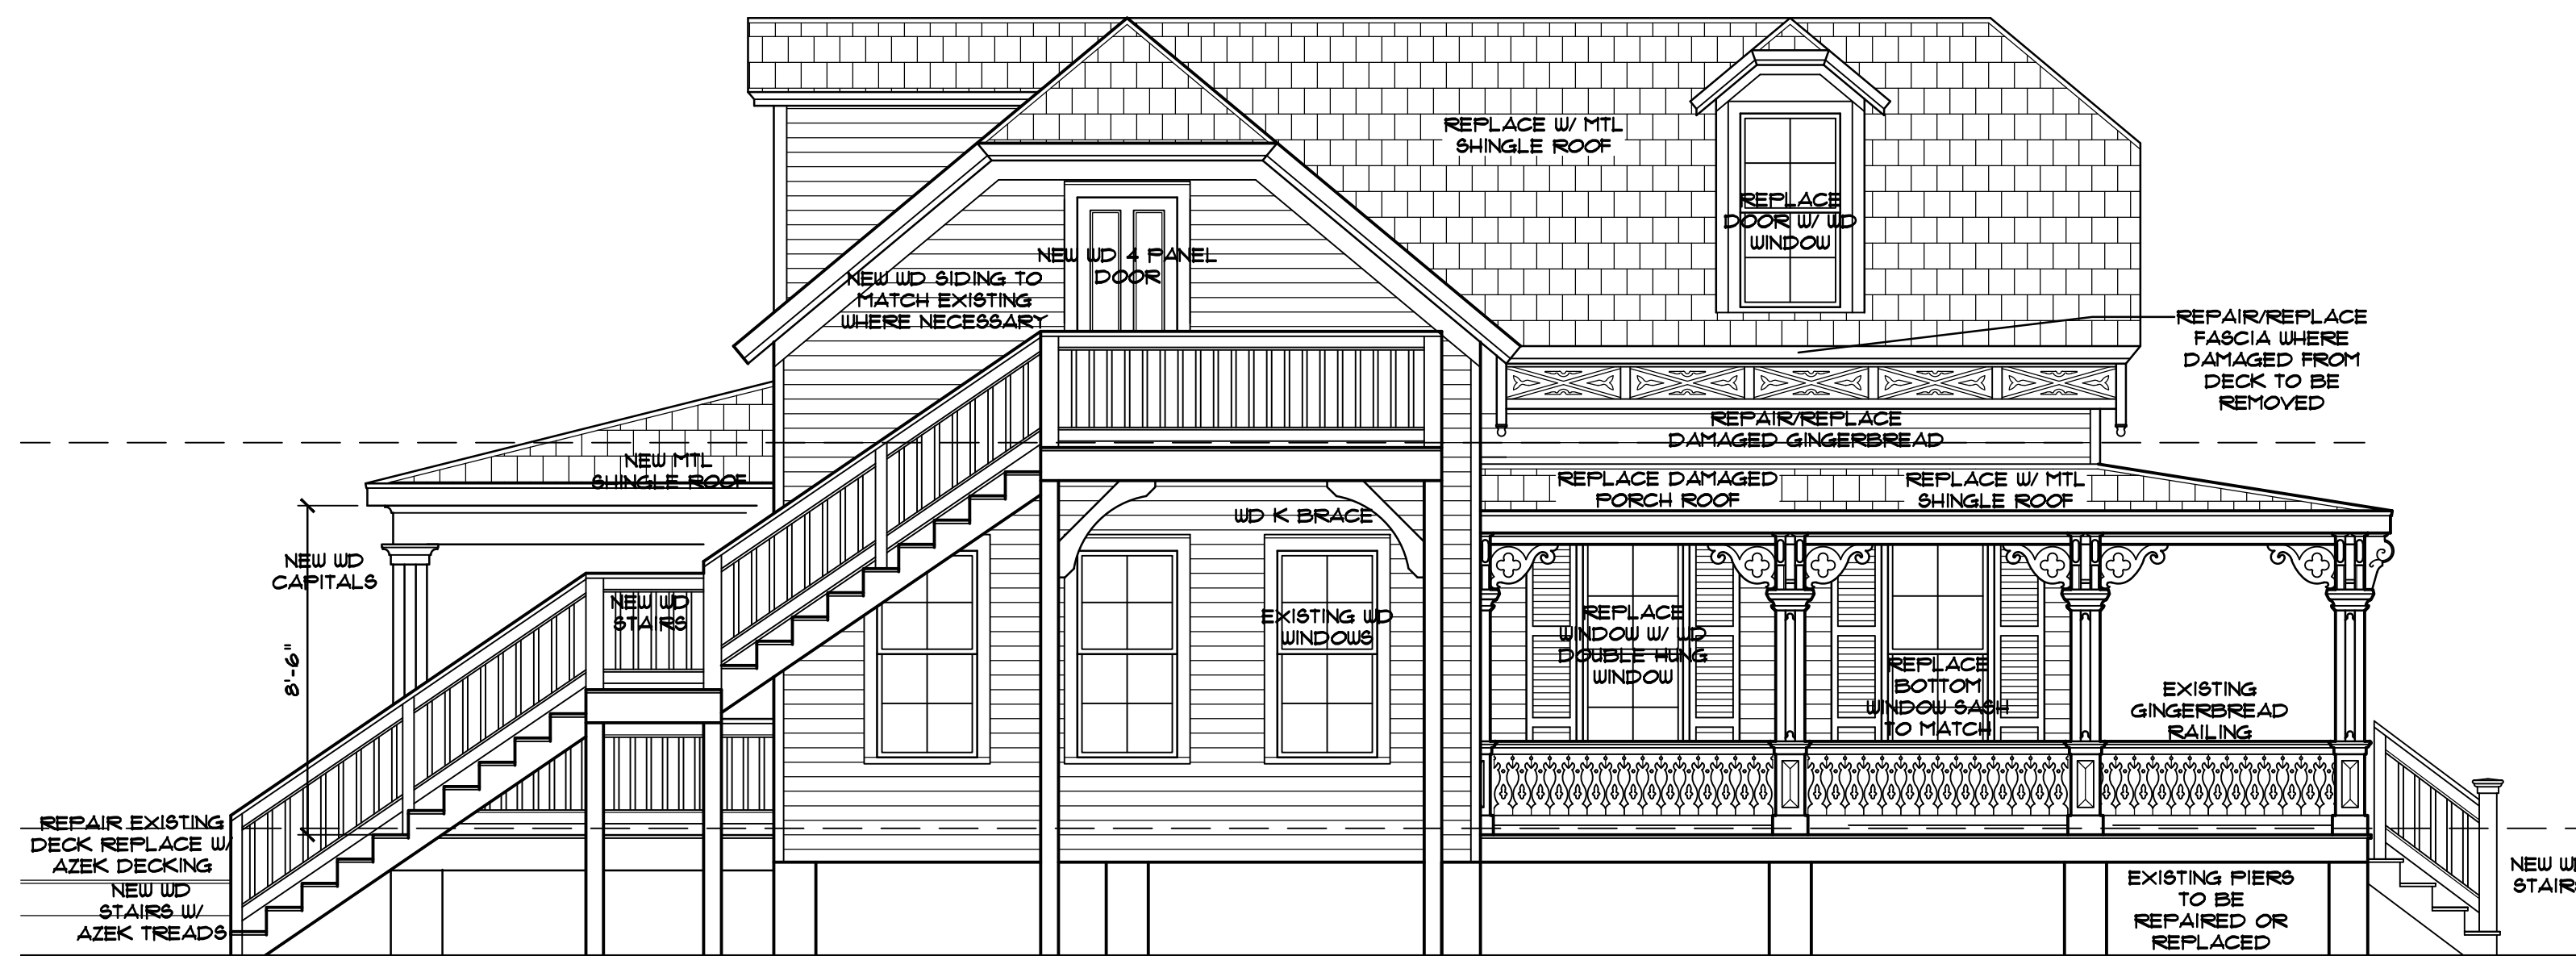 REPLACE W/ MTL
SHINGLE ROOF
REPLACE
DOOR W/ WD
WINDOW
NEW WD 4 PANEL
DOOR
NEW WD SIDING TO
MATCH EXISTING
WHERE NECESSARY
REPAIR/REPLACE
FASCIA WHERE
DAMAGED FROM
DECK TO BE
REMOVED
REPAIR/REPLACE
DAMAGED GINGERBREAD
NEW MTL
SHINGLE ROOF
REPLACE DAMAGED
PORCH ROOF
REPLACE W/ MTL
SHINGLE ROOF
WD K BRACE
NEW WD
CAPITALS
NEW WD
STAIRS
EXISTING WD
WINDOWS
REPLACE
WINDOW W/ WD
DOUBLE HUNG
WINDOW
8'-6"
REPLACE
BOTTOM
WINDOW SASH
TO MATCH
EXISTING
GINGERBREAD
RAILING
REPAIR EXISTING
DECK REPLACE W/
AZEK DECKING
NEW WD
STAIRS W/
AZEK TREADS
EXISTING PIERS
TO BE
REPAIRED OR
REPLACED
NEW